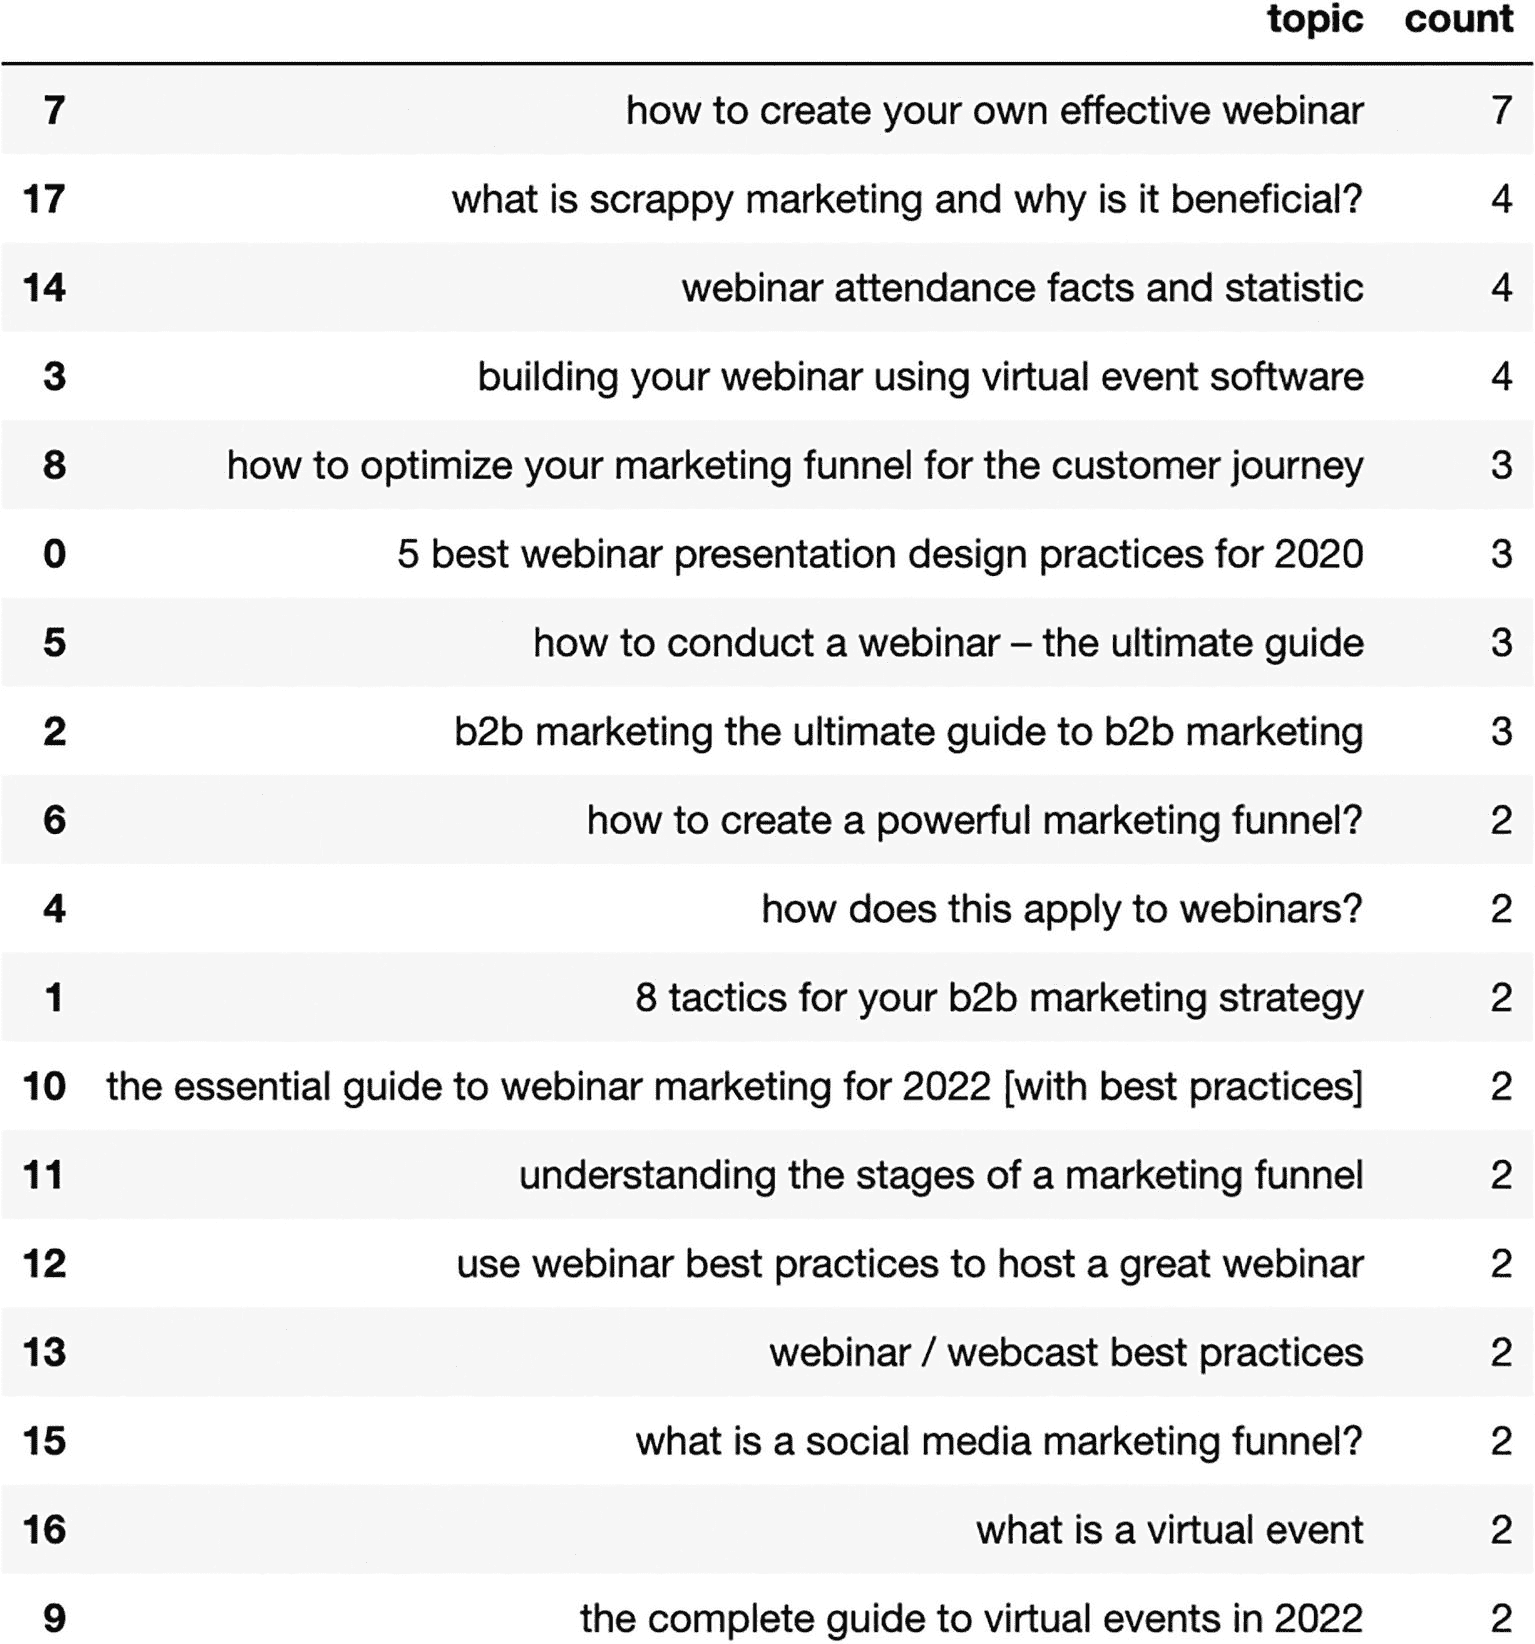 topic count
7 how to create your own effective webinar 7
17 what is scrappy marketing and why is it beneficial? 4
14 webinar attendance facts and statistic 4
3 building your webinar using virtual event software 4
8 how to optimize your marketing funnel for the customer journey 3
0 5 best webinar presentation design practices for 2020 3
5 how to conduct a webinar – the ultimate guide 3
2 b2b marketing the ultimate guide to b2b marketing 3
6 how to create a powerful marketing funnel? 2
4 how does this apply to webinars? 2
1 8 tactics for your b2b marketing strategy 2
10 the essential guide to webinar marketing for 2022 [with best practices] 2
11 understanding the stages of a marketing funnel 2
12 use webinar best practices to host a great webinar 2
13 webinar / webcast best practices 2
15 what is a social media marketing funnel? 2
16 what is a virtual event 2
9 the complete guide to virtual events in 2022 2